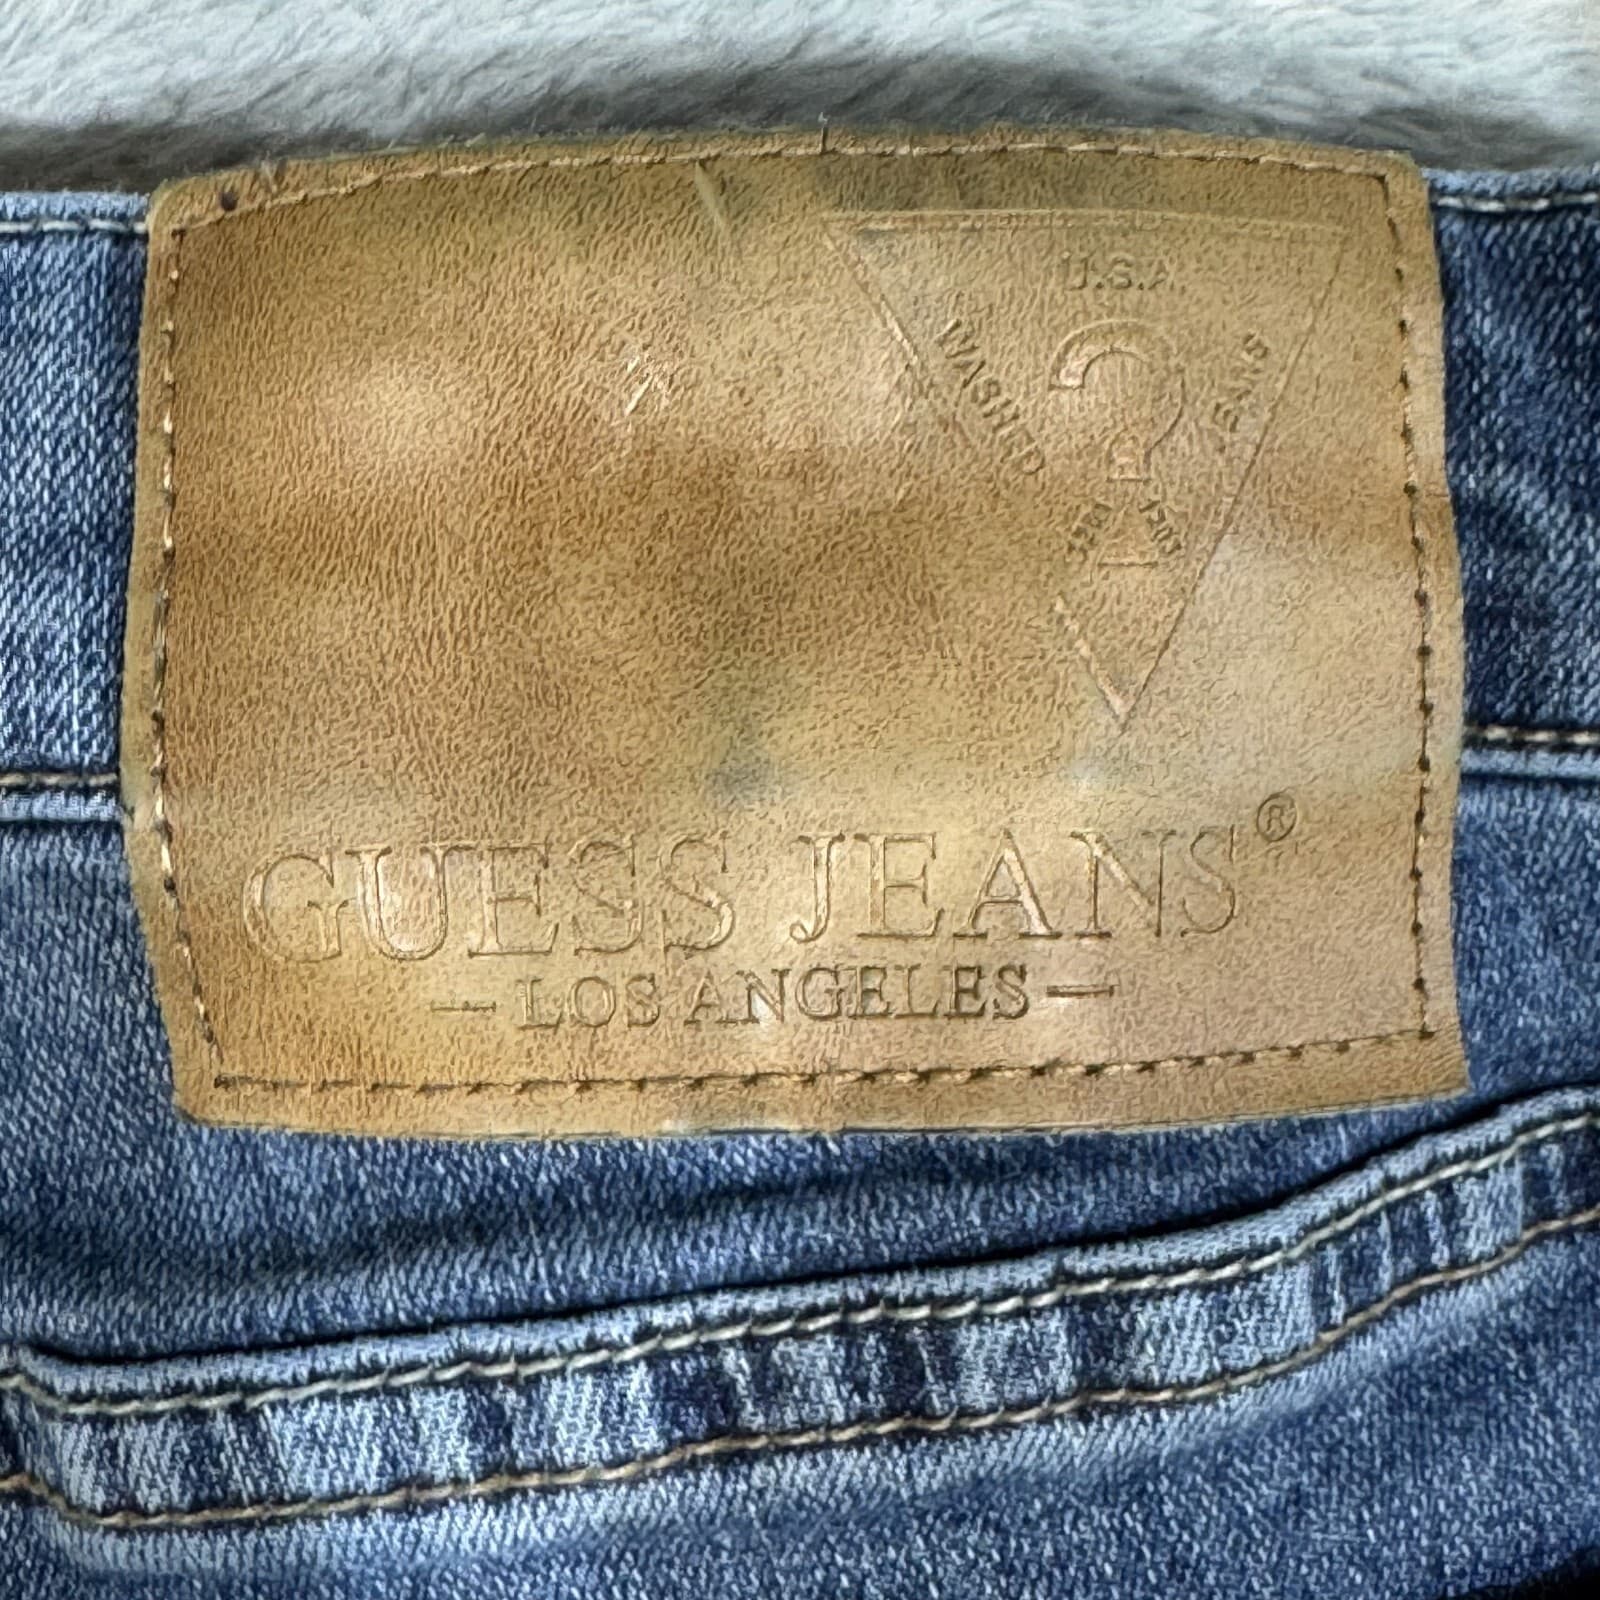 U.S.A.
WASHED
JEANS
?
GUESS JEANS®
— LOS ANGELES —